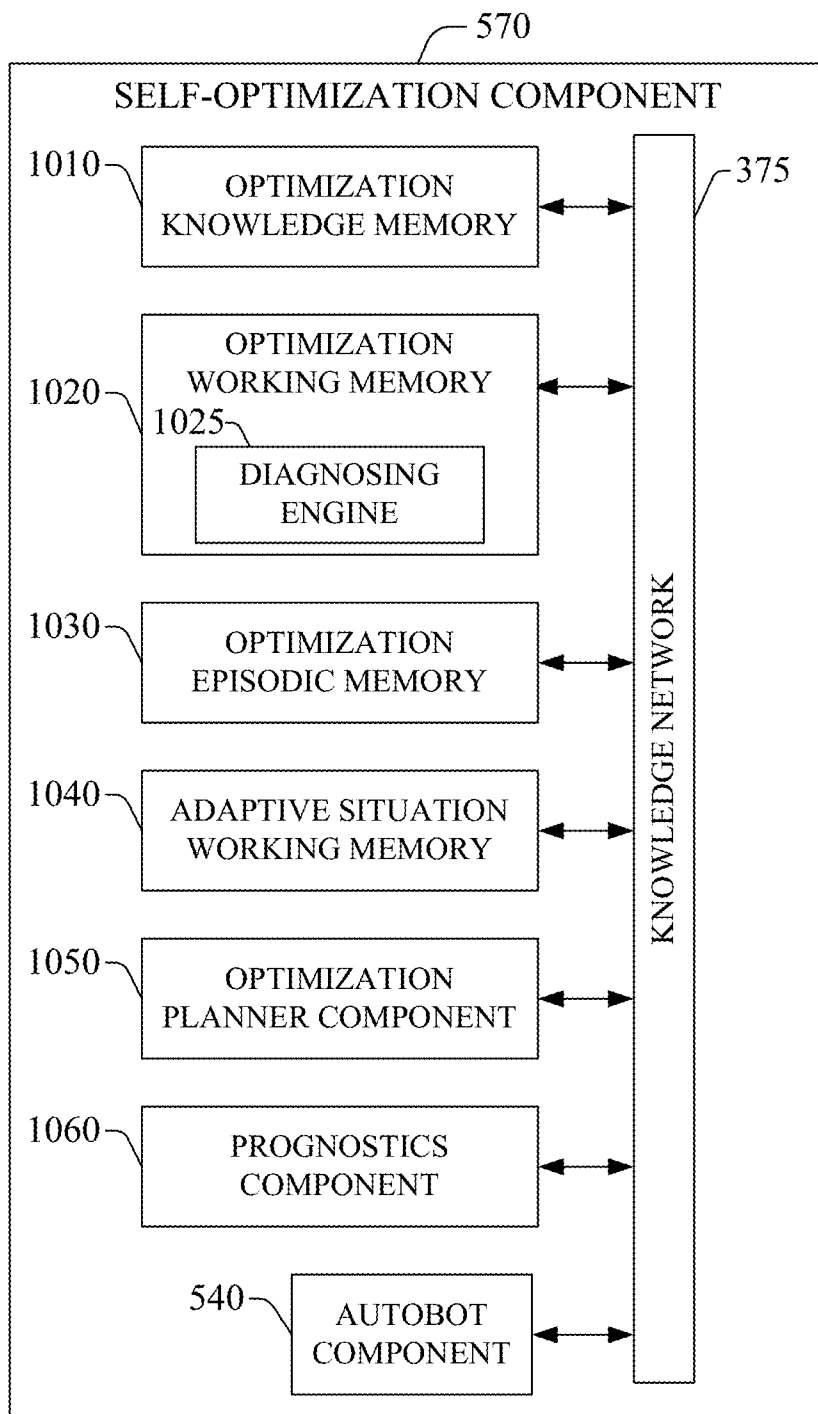 570
SELF-OPTIMIZATION COMPONENT
1010
OPTIMIZATION
KNOWLEDGE MEMORY
375
OPTIMIZATION
WORKING MEMORY
1020
1025
DIAGNOSING
ENGINE
1030
OPTIMIZATION
EPISODIC MEMORY
KNOWLEDGE NETWORK
1040
ADAPTIVE SITUATION
WORKING MEMORY
1050
OPTIMIZATION
PLANNER COMPONENT
1060
PROGNOSTICS
COMPONENT
540
AUTOBOT
COMPONENT